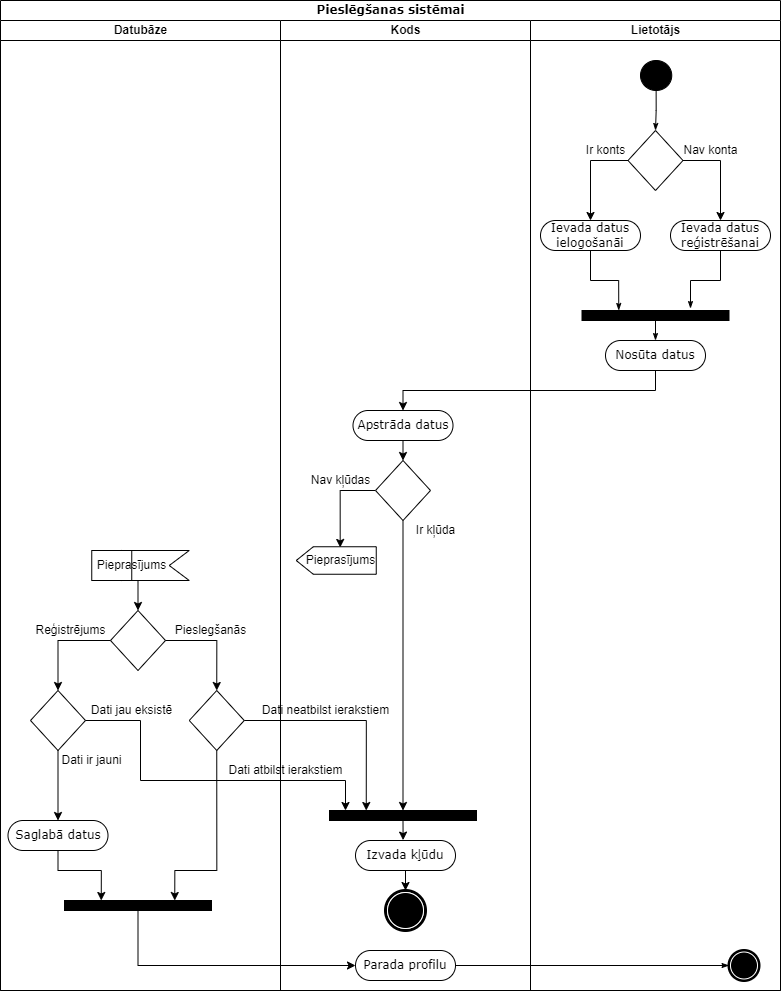 Pieslēgšanas sistēmai
Datubāze
Kods
Lietotājs
Ir konts
Nav konta
Ievada datus
ielogošanāi
Ievada datus
reģistrēšanai
Nosūta datus
Apstrāda datus
Nav kļūdas
Ir kļūda
Pieprasījums
Pieprasījums
Reģistrējums
Pieslegšanās
Dati jau eksistē
Dati neatbilst ierakstiem
Dati ir jauni
Dati atbilst ierakstiem
Saglabā datus
Izvada kļūdu
Parada profilu